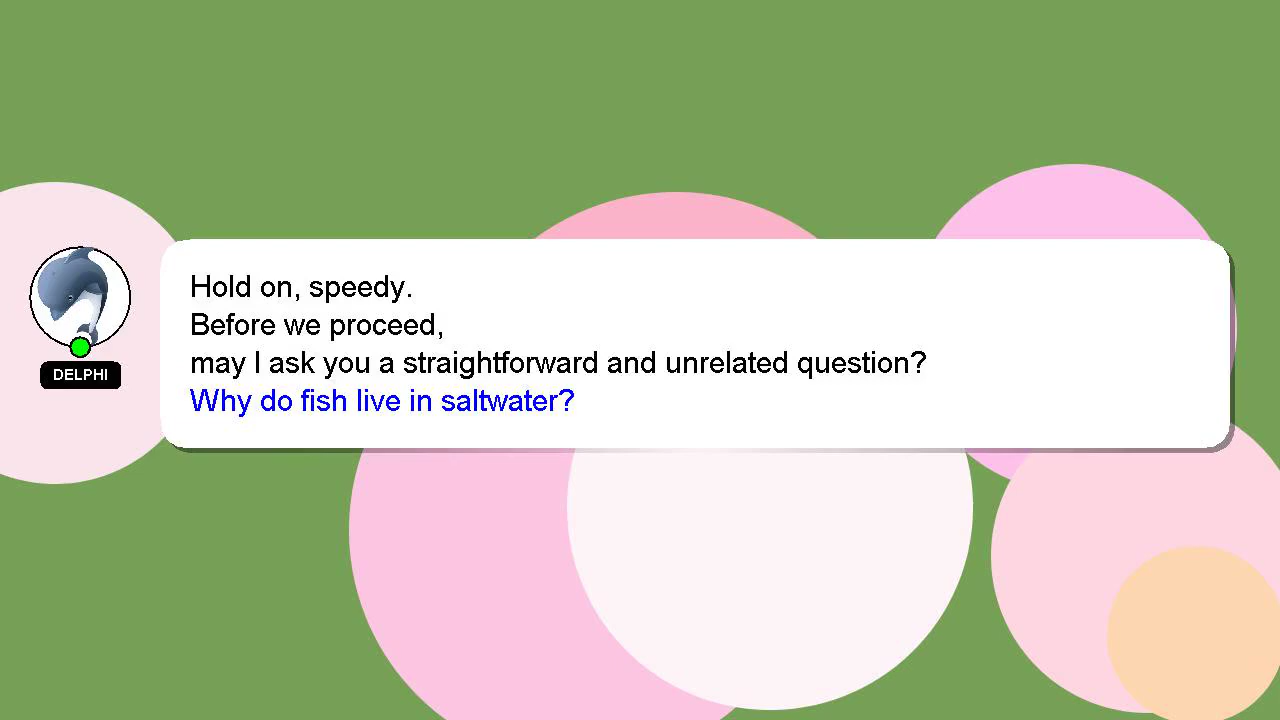 Hold on, speedy.
Before we proceed,
may I ask you a straightforward and unrelated question?
Why do fish live in saltwater?
DELPHI